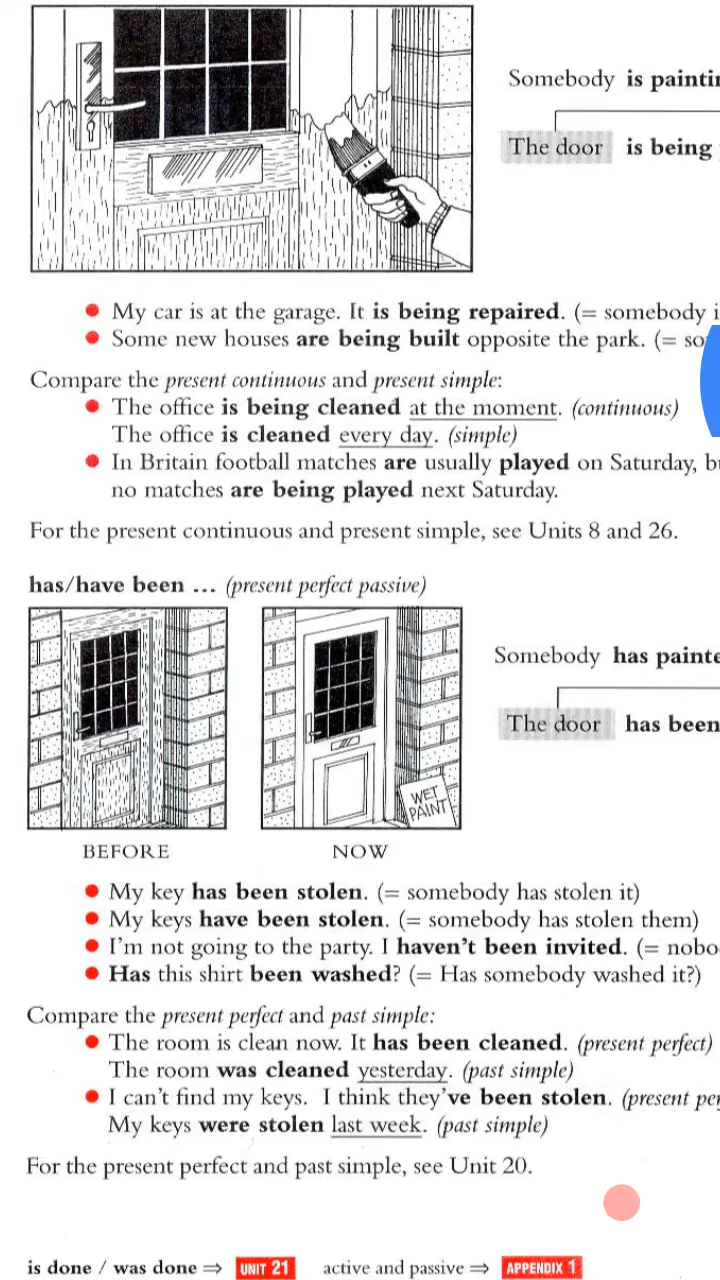 Somebody is painti
The door is being
My car is at the garage. It is being repaired. (= somebody i
Some new houses are being built opposite the park. (= so
Compare the present continuous and present simple:
The office is being cleaned at the moment. (continuous)
The office is cleaned every day. (simple)
In Britain football matches are usually played on Saturday, b
no matches are being played next Saturday.
For the present continuous and present simple, see Units 8 and 26.
has/have been ... (present perfect passive)
Somebody has painte
The door has been
WET
PAINT
BEFORE NOW
My key has been stolen. (= somebody has stolen it)
My keys have been stolen. (= somebody has stolen them)
I'm not going to the party. I haven't been invited. (= nobo
Has this shirt been washed? (= Has somebody washed it?)
Compare the present perfect and past simple:
The room is clean now. It has been cleaned. (present perfect)
The room was cleaned yesterday. (past simple)
I can't find my keys. I think they've been stolen. (present pe
My keys were stolen last week. (past simple)
For the present perfect and past simple, see Unit 20.
is done / was done ⇒ UNIT 21 active and passive ⇒ APPENDIX 1